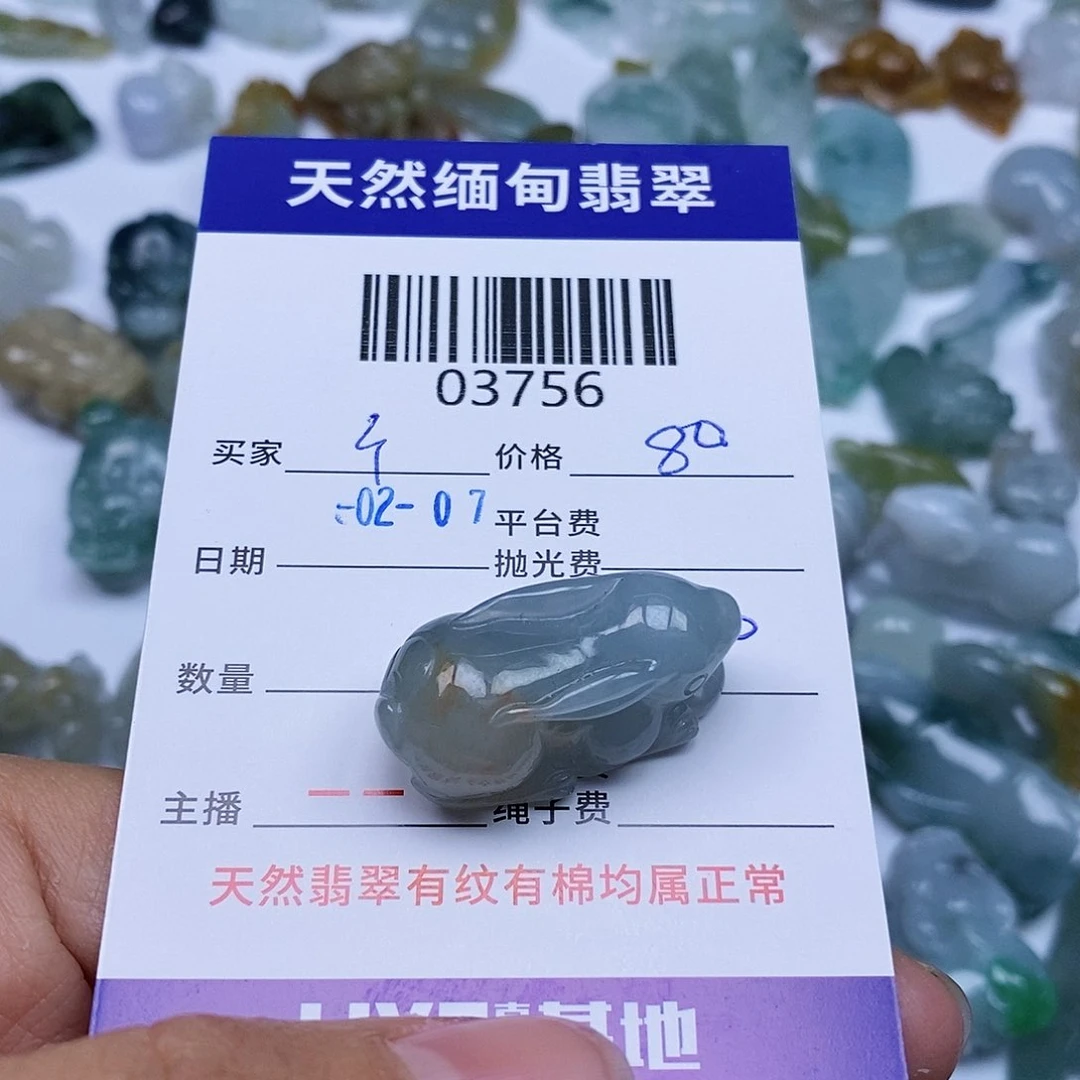 天然缅甸翡翠
03756
买家 价格 80
-02-07 平台费
日期 抛光费
数量
主播 绳子费
天然翡翠有纹有棉均属正常
基地